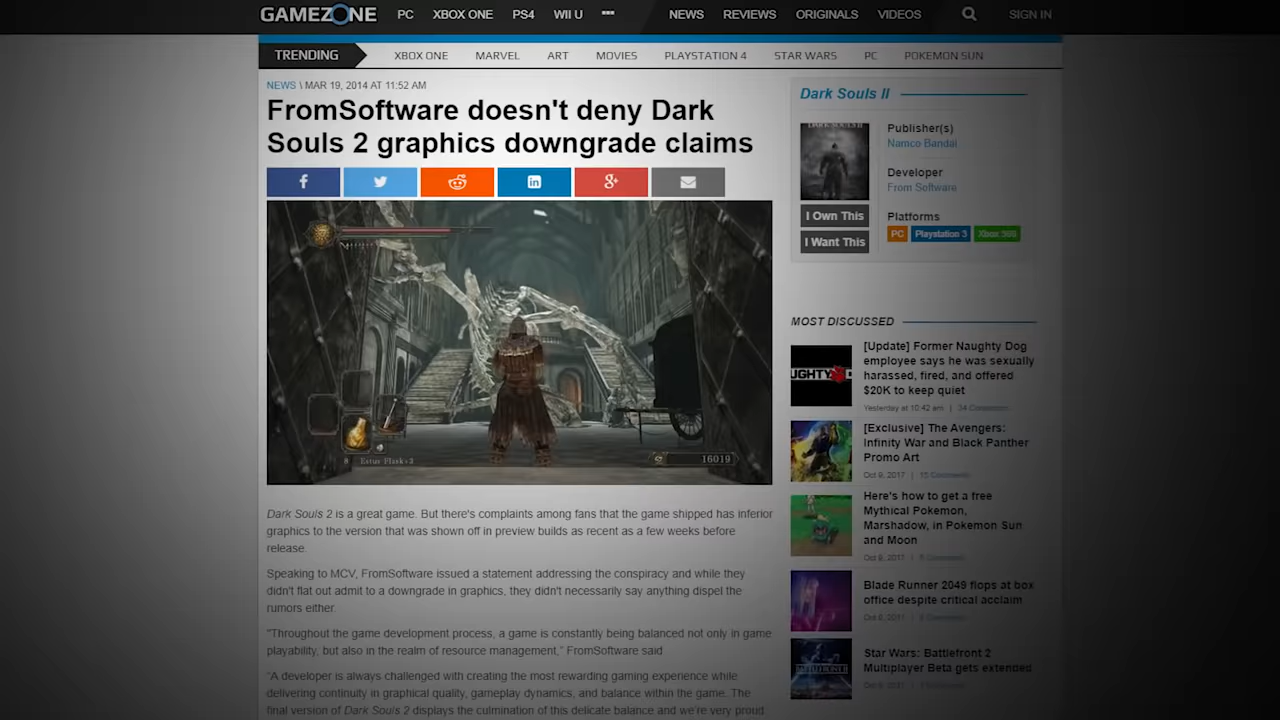 GAMEZONE PC XBOX ONE PS4 WII U NEWS REVIEWS ORIGINALS VIDEOS SIGN IN
TRENDING XBOX ONE MARVEL ART MOVIES PLAYSTATION 4 STAR WARS PC POKEMON SUN
NEWS \ MAR 19, 2014 AT 11:52 AM
FromSoftware doesn't deny Dark
Souls 2 graphics downgrade claims
16019
8 Estus Flask+3
Dark Souls 2 is a great game. But there's complaints among fans that the game shipped has inferior
graphics to the version that was shown off in preview builds as recent as a few weeks before
release.
Speaking to MCV, FromSoftware issued a statement addressing the conspiracy and while they
didn't flat out admit to a downgrade in graphics, they didn't necessarily say anything dispel the
rumors either.
"Throughout the game development process, a game is constantly being balanced not only in game
playability, but also in the realm of resource management," FromSoftware said.
"A developer is always challenged with creating the most rewarding gaming experience while
delivering continuity in graphical quality, gameplay dynamics, and balance within the game. The
final version of Dark Souls 2 displays the culmination of this delicate balance and we're very proud
Dark Souls II
DARK SOULS II
I Own This
I Want This
Publisher(s)
Namco Bandai
Developer
From Software
Platforms
PC Playstation 3 Xbox 360
MOST DISCUSSED
[Update] Former Naughty Dog
employee says he was sexually
harassed, fired, and offered
$20K to keep quiet
Yesterday at 10:42 am | 34 Comments
[Exclusive] The Avengers:
Infinity War and Black Panther
Promo Art
Oct 9, 2017 | 15 Comments
Here's how to get a free
Mythical Pokemon,
Marshadow, in Pokemon Sun
and Moon
Oct 9, 2017
Blade Runner 2049 flops at box
office despite critical acclaim
Oct 9, 2017
Star Wars: Battlefront 2
Multiplayer Beta gets extended
Oct 9, 2017